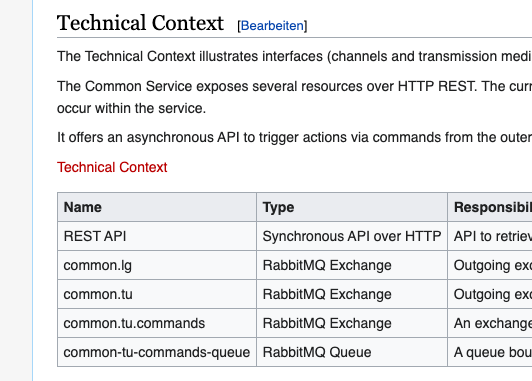 Technical Context [Bearbeiten]
The Technical Context illustrates interfaces (channels and transmission medi
The Common Service exposes several resources over HTTP REST. The curr
occur within the service.
It offers an asynchronous API to trigger actions via commands from the outer
Technical Context
Name Type Responsibil
REST API Synchronous API over HTTP API to retriev
common.lg RabbitMQ Exchange Outgoing exc
common.tu RabbitMQ Exchange Outgoing exc
common.tu.commands RabbitMQ Exchange An exchange
common-tu-commands-queue RabbitMQ Queue A queue bou